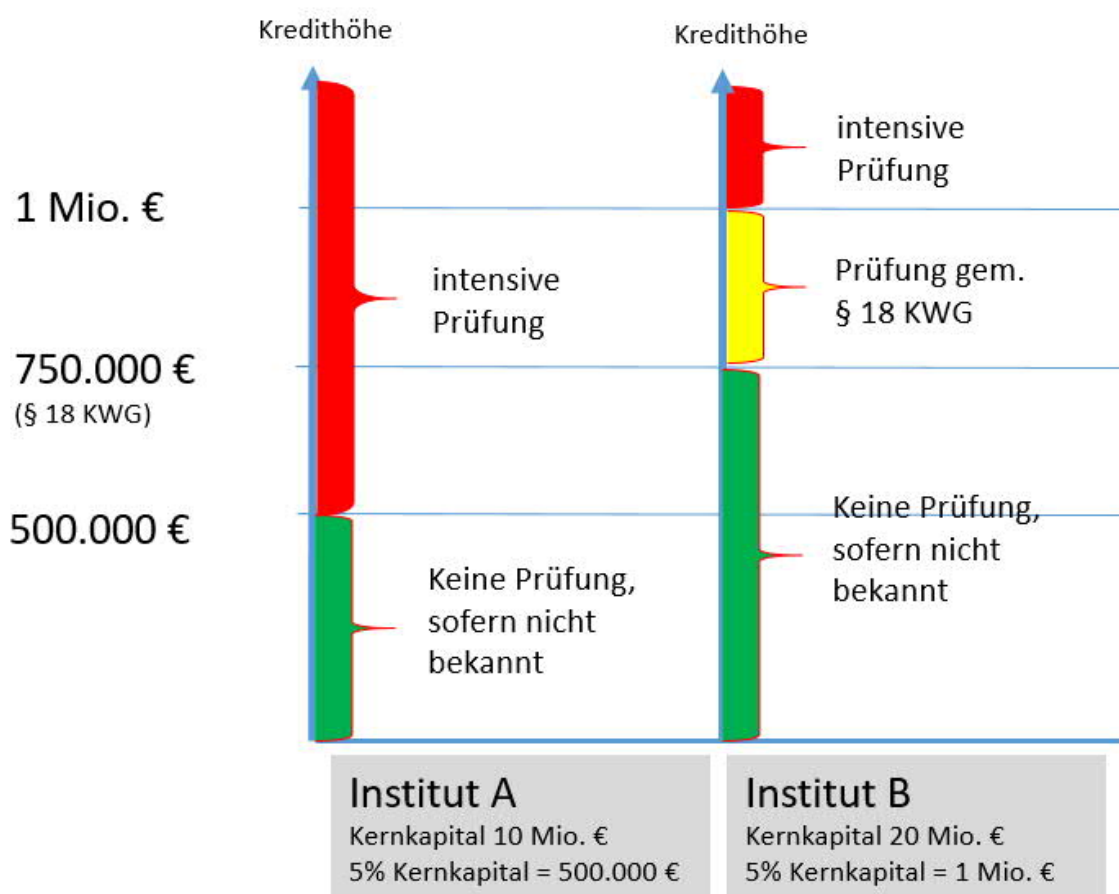 Kredithöhe
Kredithöhe
1 Mio. €
750.000 €
(§ 18 KWG)
500.000 €
intensive
Prüfung
Keine Prüfung,
sofern nicht
bekannt
intensive
Prüfung
Prüfung gem.
§ 18 KWG
Keine Prüfung,
sofern nicht
bekannt
Institut A
Kernkapital 10 Mio. €
5% Kernkapital = 500.000 €
Institut B
Kernkapital 20 Mio. €
5% Kernkapital = 1 Mio. €